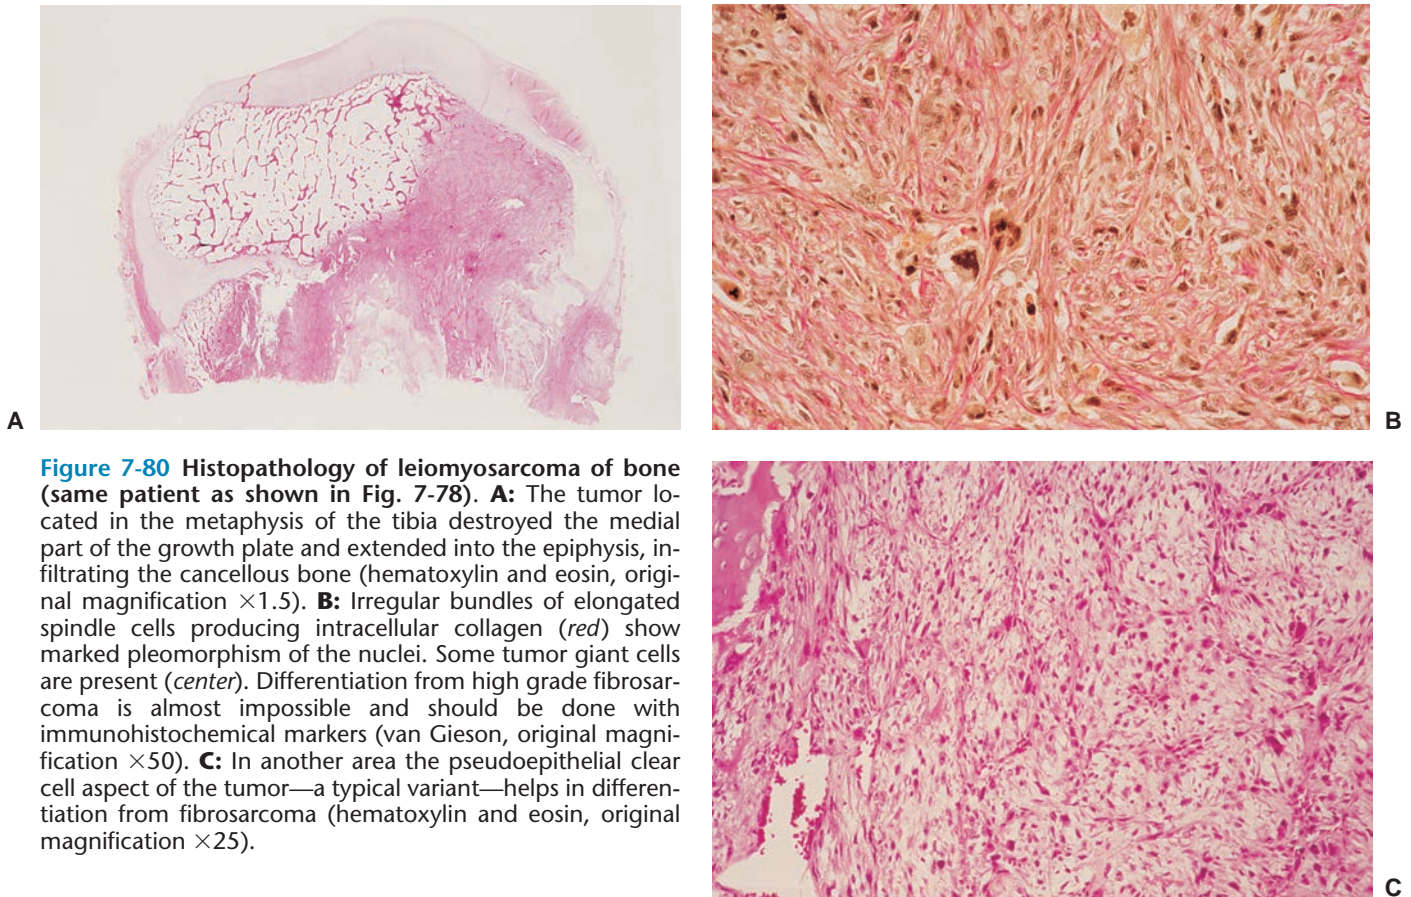 A
B
Figure 7-80 Histopathology of leiomyosarcoma of bone
(same patient as shown in Fig. 7-78). A: The tumor lo-
cated in the metaphysis of the tibia destroyed the medial
part of the growth plate and extended into the epiphysis, in-
filtrating the cancellous bone (hematoxylin and eosin, origi-
nal magnification ×1.5). B: Irregular bundles of elongated
spindle cells producing intracellular collagen (red) show
marked pleomorphism of the nuclei. Some tumor giant cells
are present (center). Differentiation from high grade fibrosar-
coma is almost impossible and should be done with
immunohistochemical markers (van Gieson, original magni-
fication ×50). C: In another area the pseudoepithelial clear
cell aspect of the tumor—a typical variant—helps in differen-
tiation from fibrosarcoma (hematoxylin and eosin, original
magnification ×25).
C